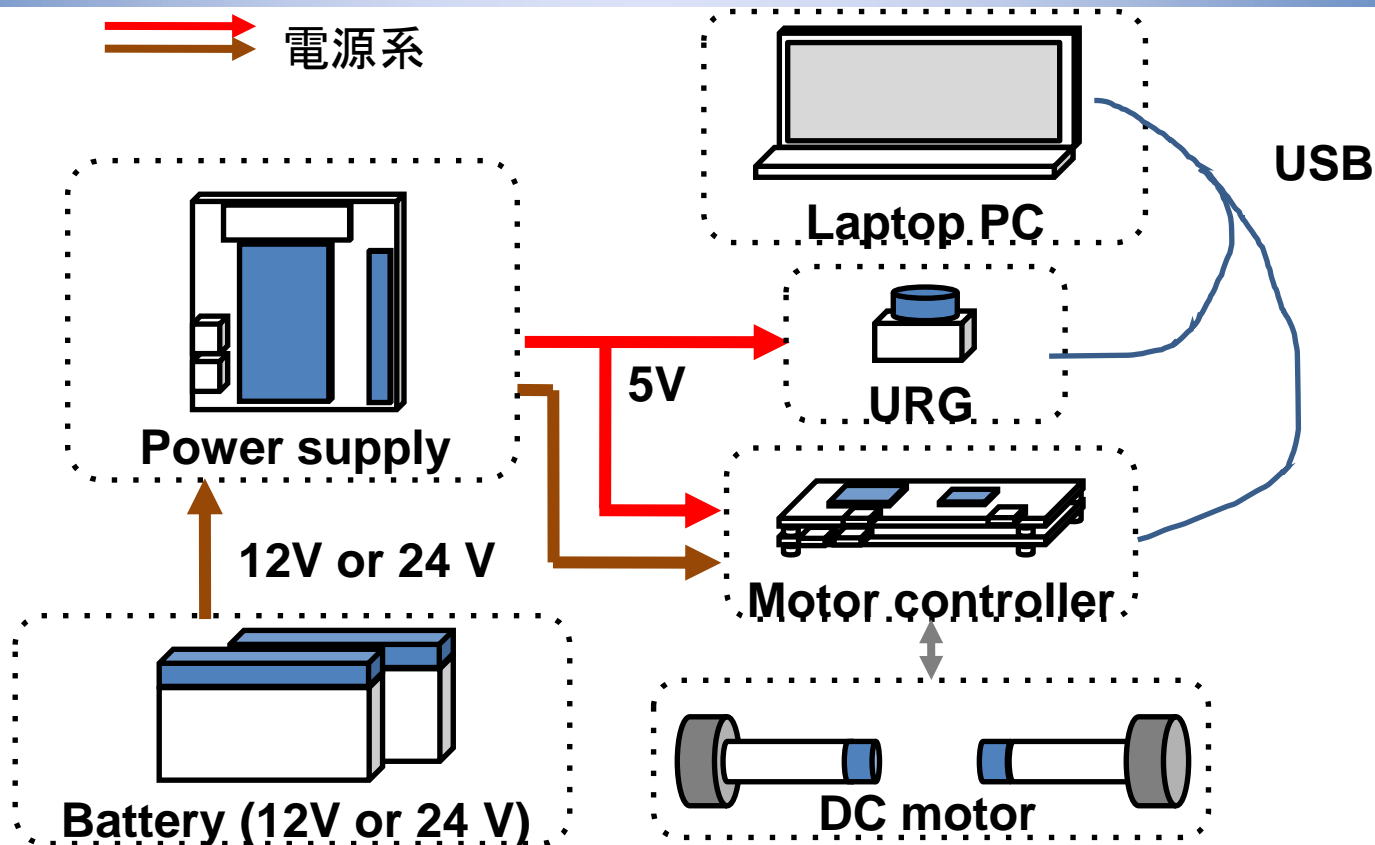 電源系
USB
Laptop PC
5V
URG
Power supply
12V or 24 V
Motor controller
Battery (12V or 24 V)
DC motor